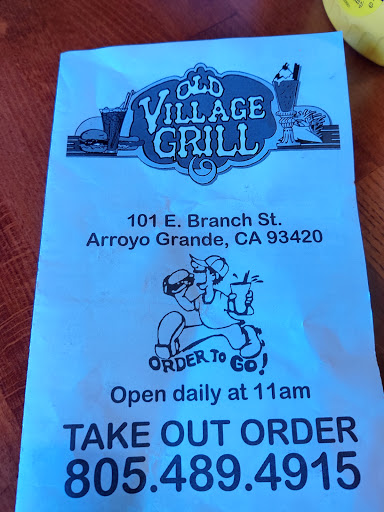 OLD
VILLAGE
GRILL
101 E. Branch St.
Arroyo Grande, CA 93420
ORDER TO GO!
Open daily at 11am
TAKE OUT ORDER
805.489.4915